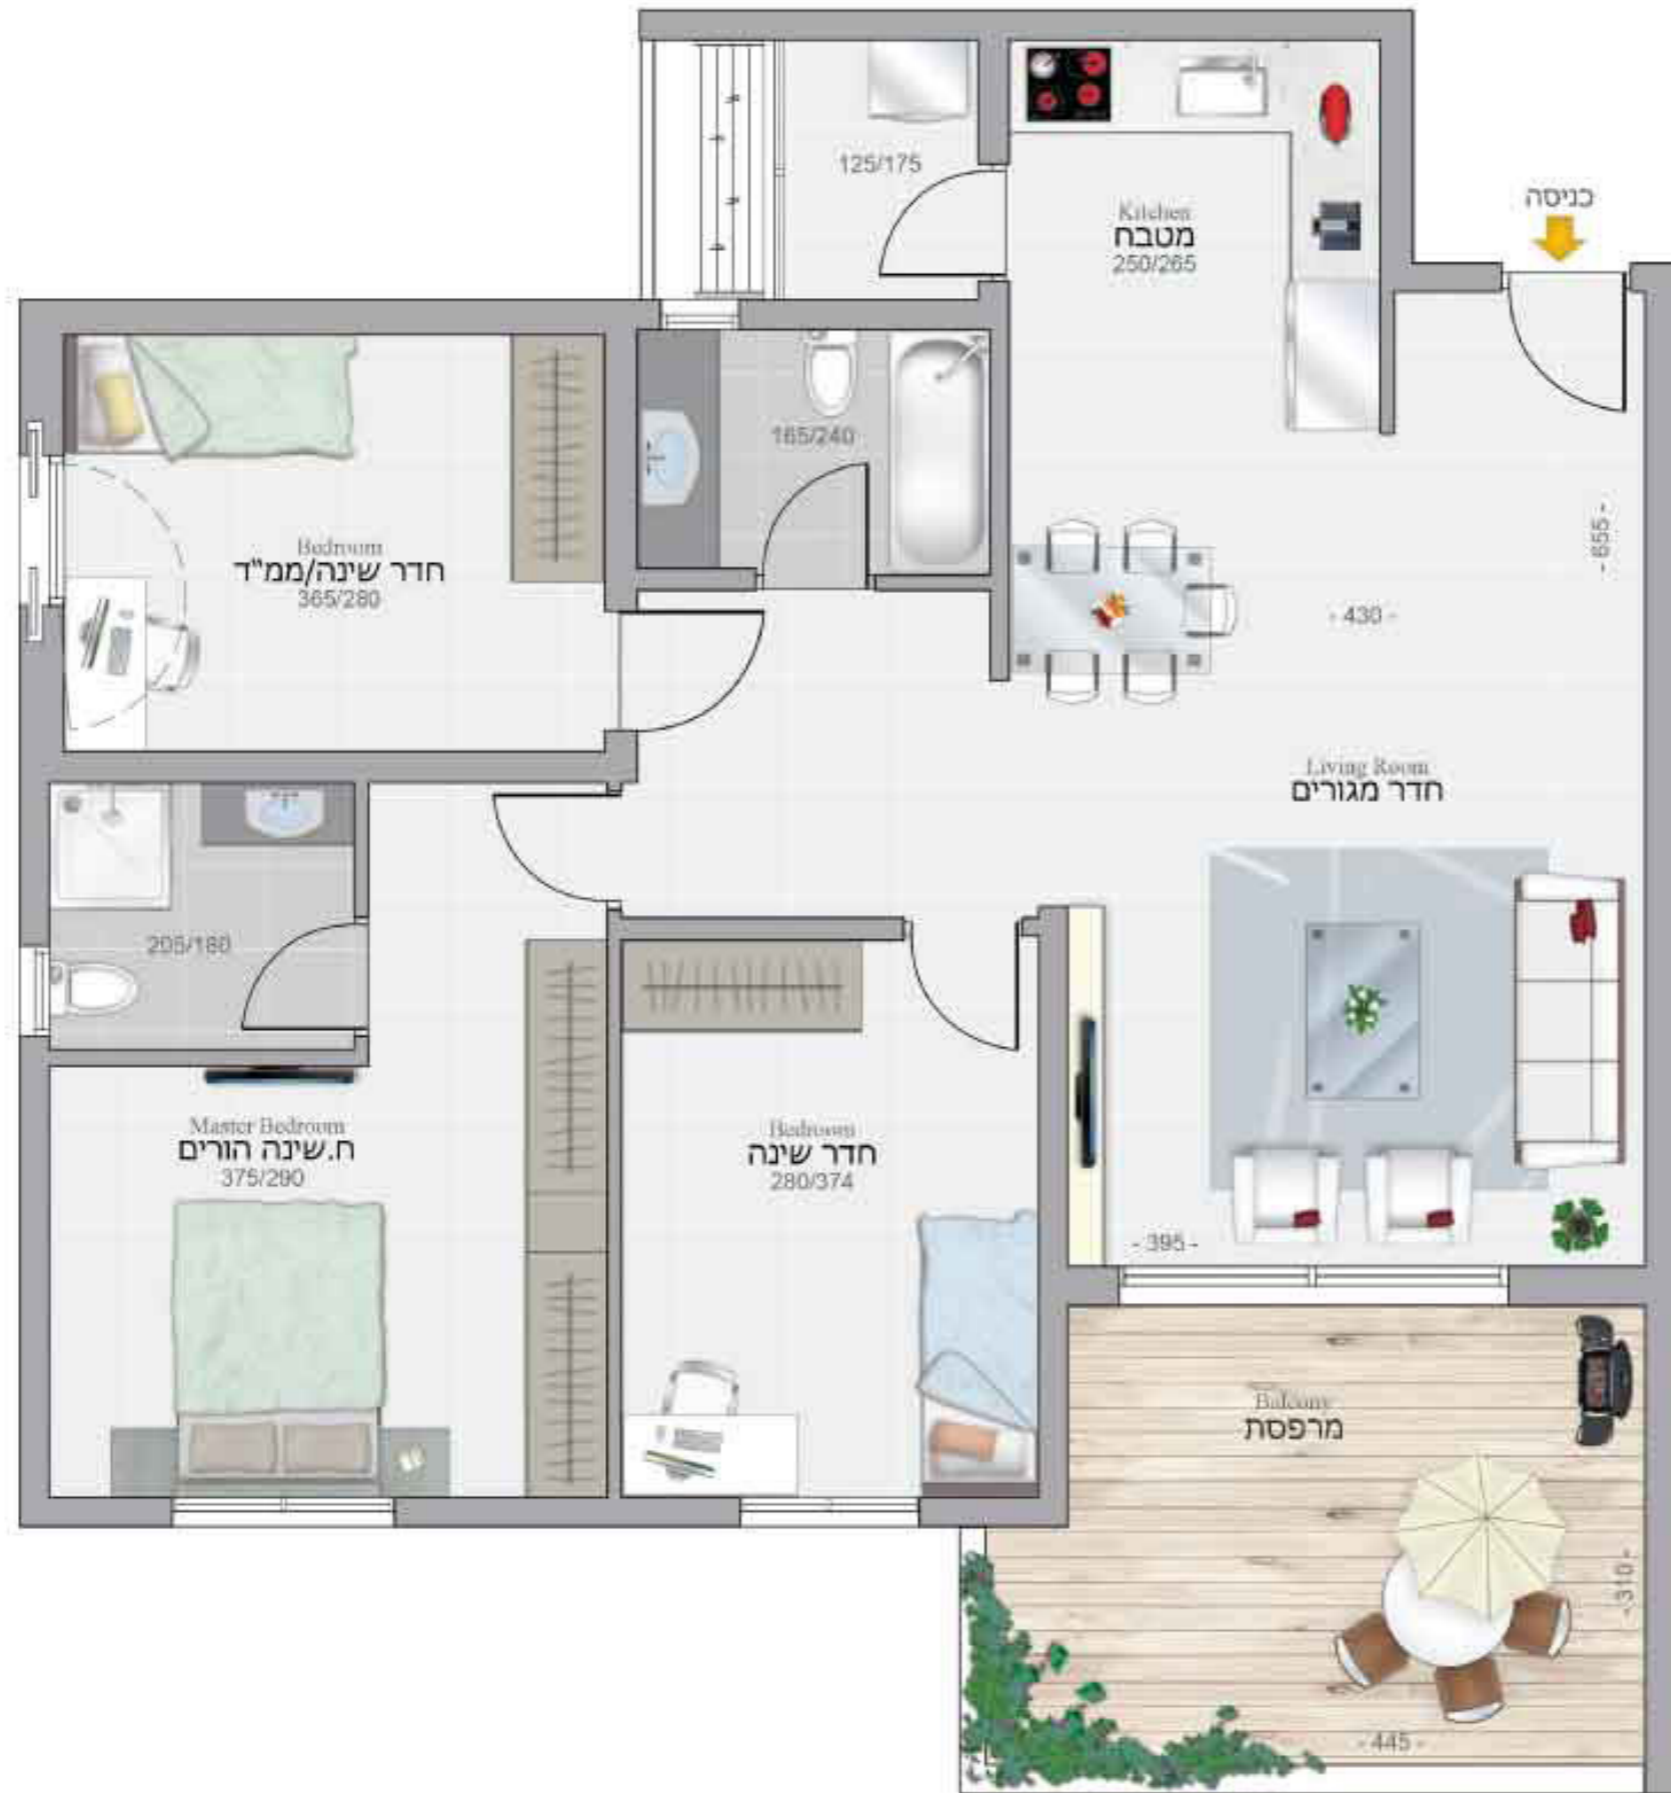 125/175
Kitchen
מטבח
250/265
כניסה
165/240
Bedroom
חדר שינה/ממ"ד
365/280
- 655 -
- 430 -
Living Room
חדר מגורים
205/180
Master Bedroom
ח.שינה הורים
375/290
Bedroom
חדר שינה
280/374
- 395 -
Balcony
מרפסת
- 310 -
- 445 -